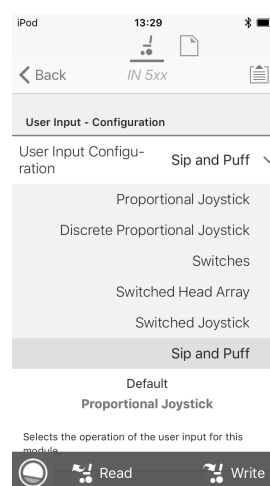 iPod 13:29
Back IN 5xx
User Input - Configuration
User Input Configu-
ration
Sip and Puff
Proportional Joystick
Discrete Proportional Joystick
Switches
Switched Head Array
Switched Joystick
Sip and Puff
Default
Proportional Joystick
Selects the operation of the user input for this
module
Read Write